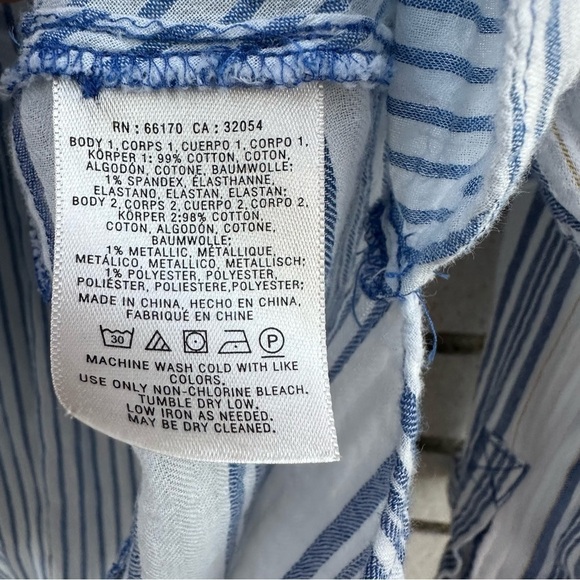 RN : 66170 CA : 32054
BODY 1, CORPS 1, CUERPO 1, CORPO 1,
KÖRPER 1: 99% COTTON, COTON,
ALGODÓN, COTONE, BAUMWOLLE;
1% SPANDEX, ÉLASTHANNE,
ELASTANO, ELASTAN, ELASTAN;
BODY 2, CORPS 2, CUERPO 2, CORPO 2,
KÖRPER 2:98% COTTON,
COTON, ALGODÓN, COTONE,
BAUMWOLLE;
1% METALLIC, MÉTALLIQUE,
METÁLICO, METALLICO, METALLISCH;
1% POLYESTER, POLYESTER,
POLIÉSTER, POLIESTERE,POLYESTER;
MADE IN CHINA, HECHO EN CHINA,
FABRIQUÉ EN CHINE
30 P
MACHINE WASH COLD WITH LIKE
COLORS.
USE ONLY NON-CHLORINE BLEACH.
TUMBLE DRY LOW,
LOW IRON AS NEEDED.
MAY BE DRY CLEANED.